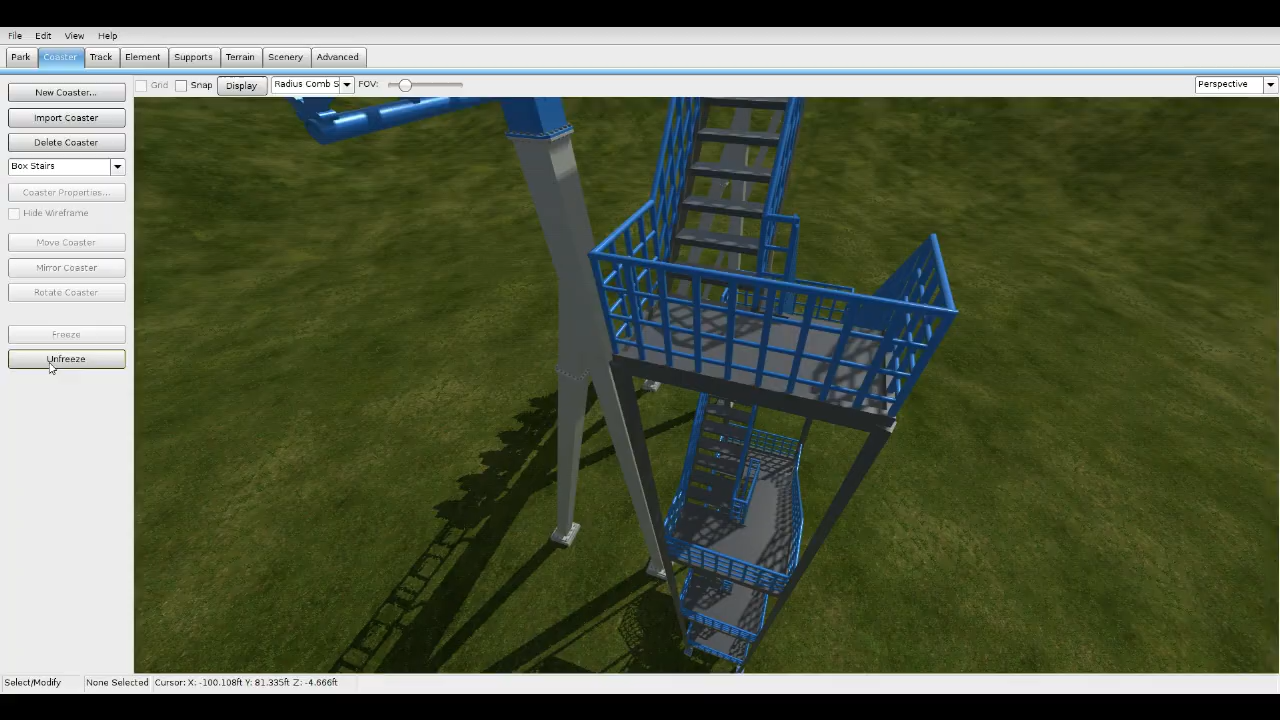 File Edit View Help
Park Coaster Track Element Supports Terrain Scenery Advanced
Grid Snap Display Radius Comb S FOV: Perspective
New Coaster...
Import Coaster
Delete Coaster
Box Stairs
Coaster Properties...
Hide Wireframe
Move Coaster
Mirror Coaster
Rotate Coaster
Freeze
Unfreeze
Select/Modify None Selected Cursor: X: -100.108ft Y: 81.335ft Z: -4.666ft